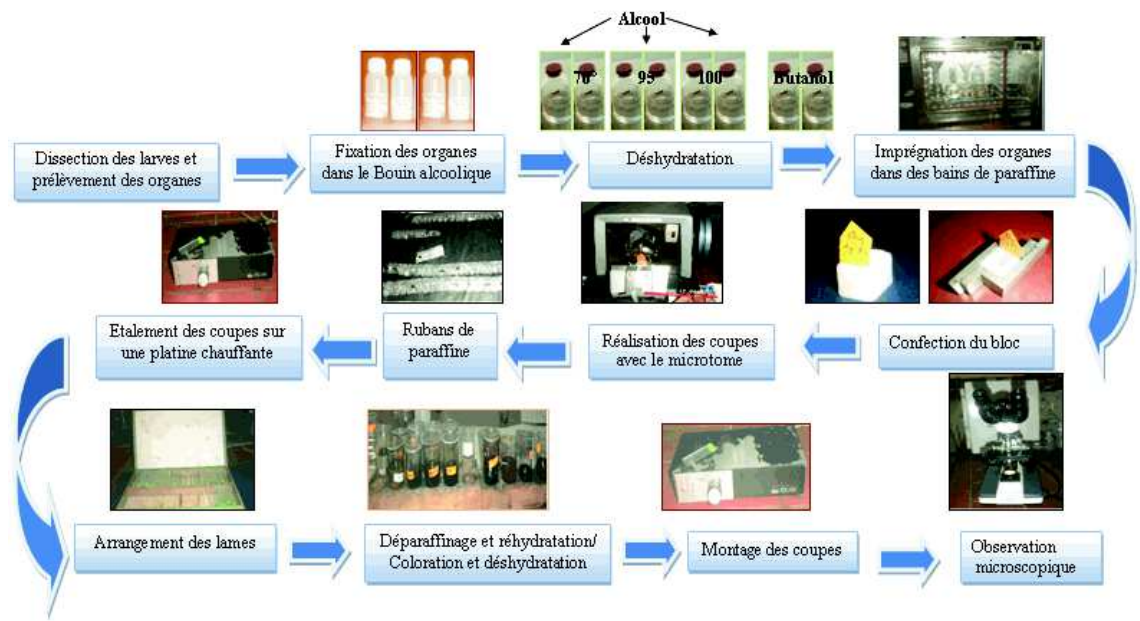 Alcool
70° 95 100 Butanol
Dissection des larves et
prélèvement des organes
Fixation des organes
dans le Bouin alcoolique
Déshydratation
Imprégnation des organes
dans des bains de paraffine
Confection du bloc
Réalisation des coupes
avec le microtome
Rubans de
paraffine
Etalement des coupes sur
une platine chauffante
Arrangement des lames
Déparaffinage et réhydratation/
Coloration et déshydratation
Montage des coupes
Observation
microscopique